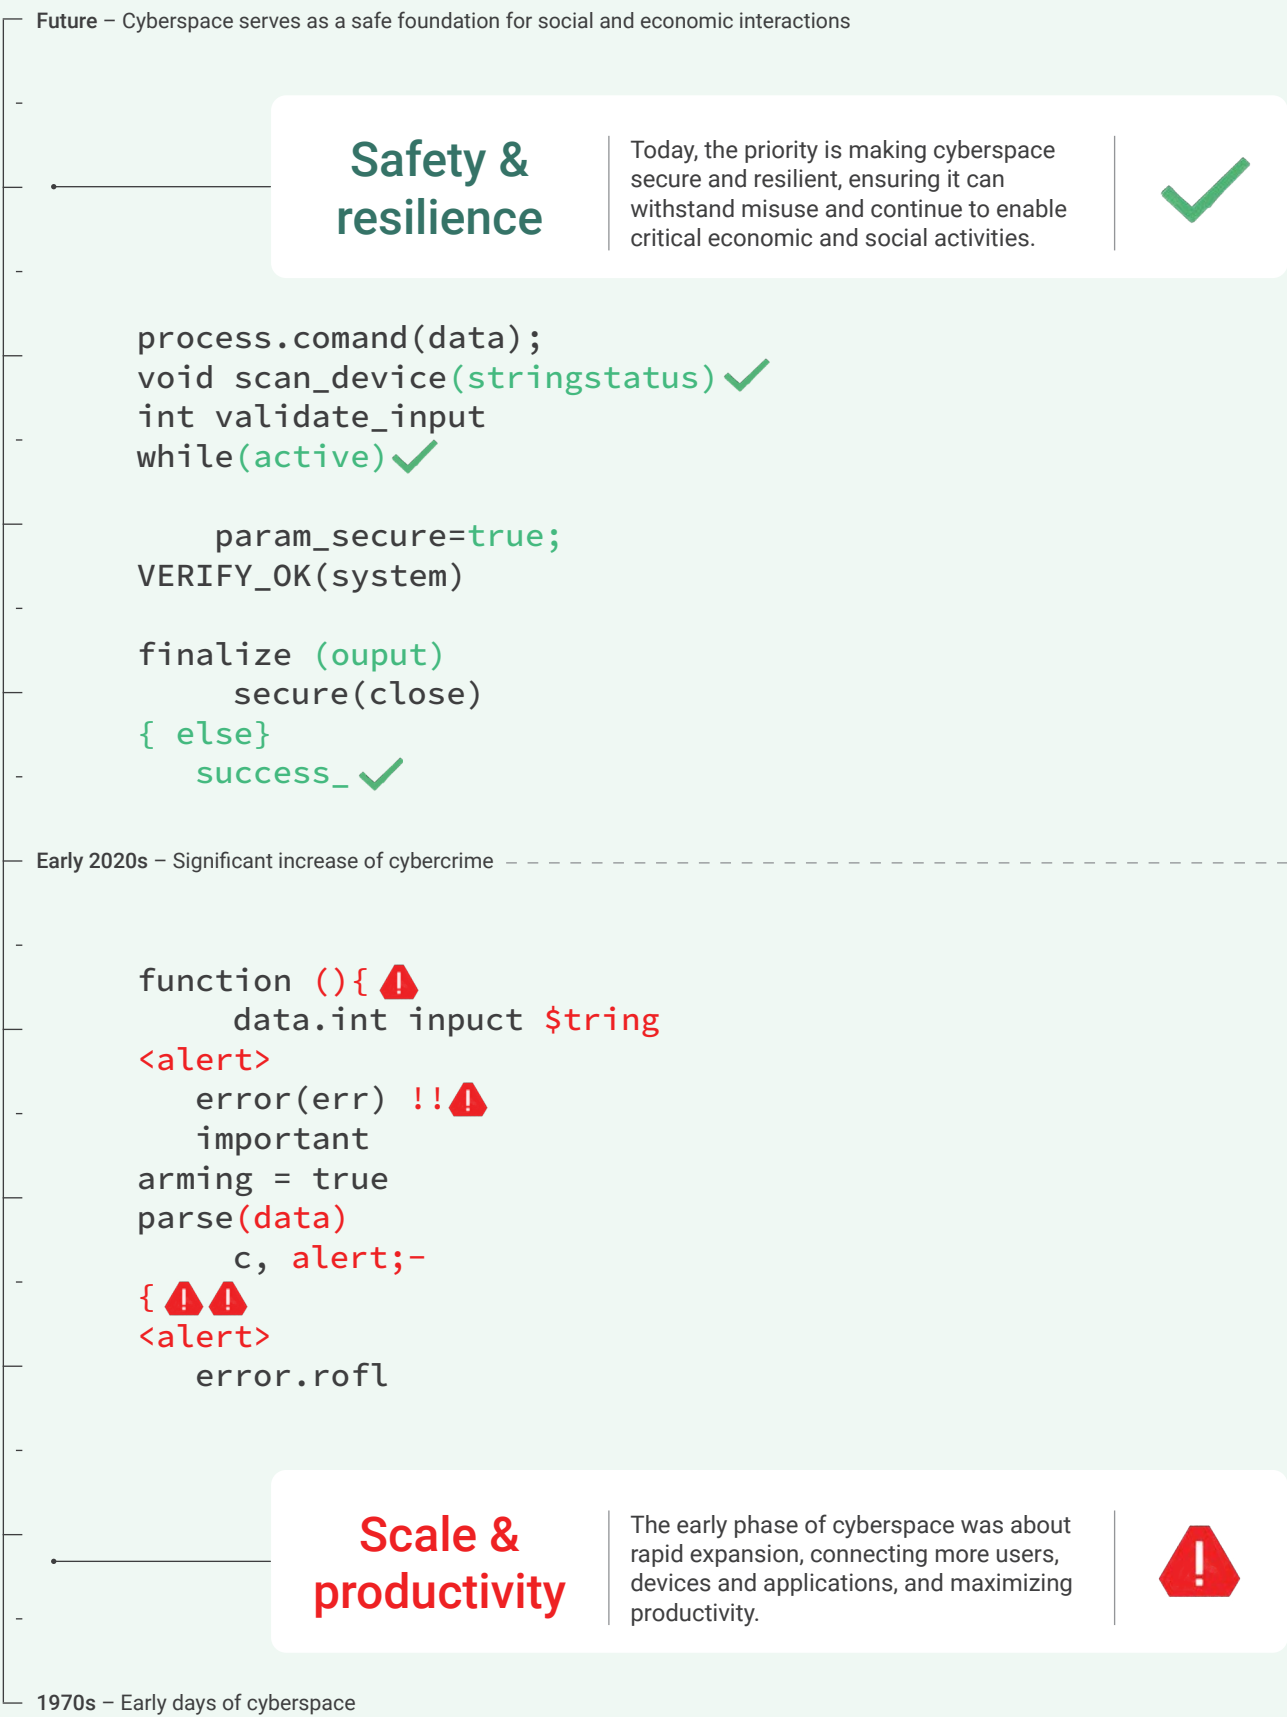 Future – Cyberspace serves as a safe foundation for social and economic interactions
Safety &
resilience
Today, the priority is making cyberspace
secure and resilient, ensuring it can
withstand misuse and continue to enable
critical economic and social activities.
process.comand(data);
void scan_device(stringstatus)
int validate_input
while(active)
param_secure=true;
VERIFY_OK(system)
finalize (ouput)
secure(close)
{ else}
success_
Early 2020s – Significant increase of cybercrime
function (){
data.int inpuct $tring
<alert>
error(err) !!
important
arming = true
parse(data)
c, alert;-
{
<alert>
error.rofl
Scale &
productivity
The early phase of cyberspace was about
rapid expansion, connecting more users,
devices and applications, and maximizing
productivity.
1970s – Early days of cyberspace